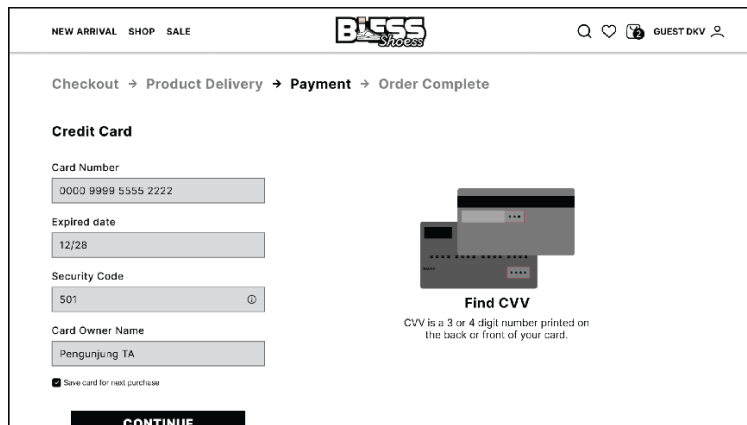 NEW ARRIVAL SHOP SALE
BLESS
Shoess
2
GUEST DKV
Checkout → Product Delivery → Payment → Order Complete
Credit Card
Card Number
0000 9999 5555 2222
Expired date
12/28
Security Code
501
Card Owner Name
Pengunjung TA
Save card for next purchase
CONTINUE
Find CVV
CVV is a 3 or 4 digit number printed on
the back or front of your card.